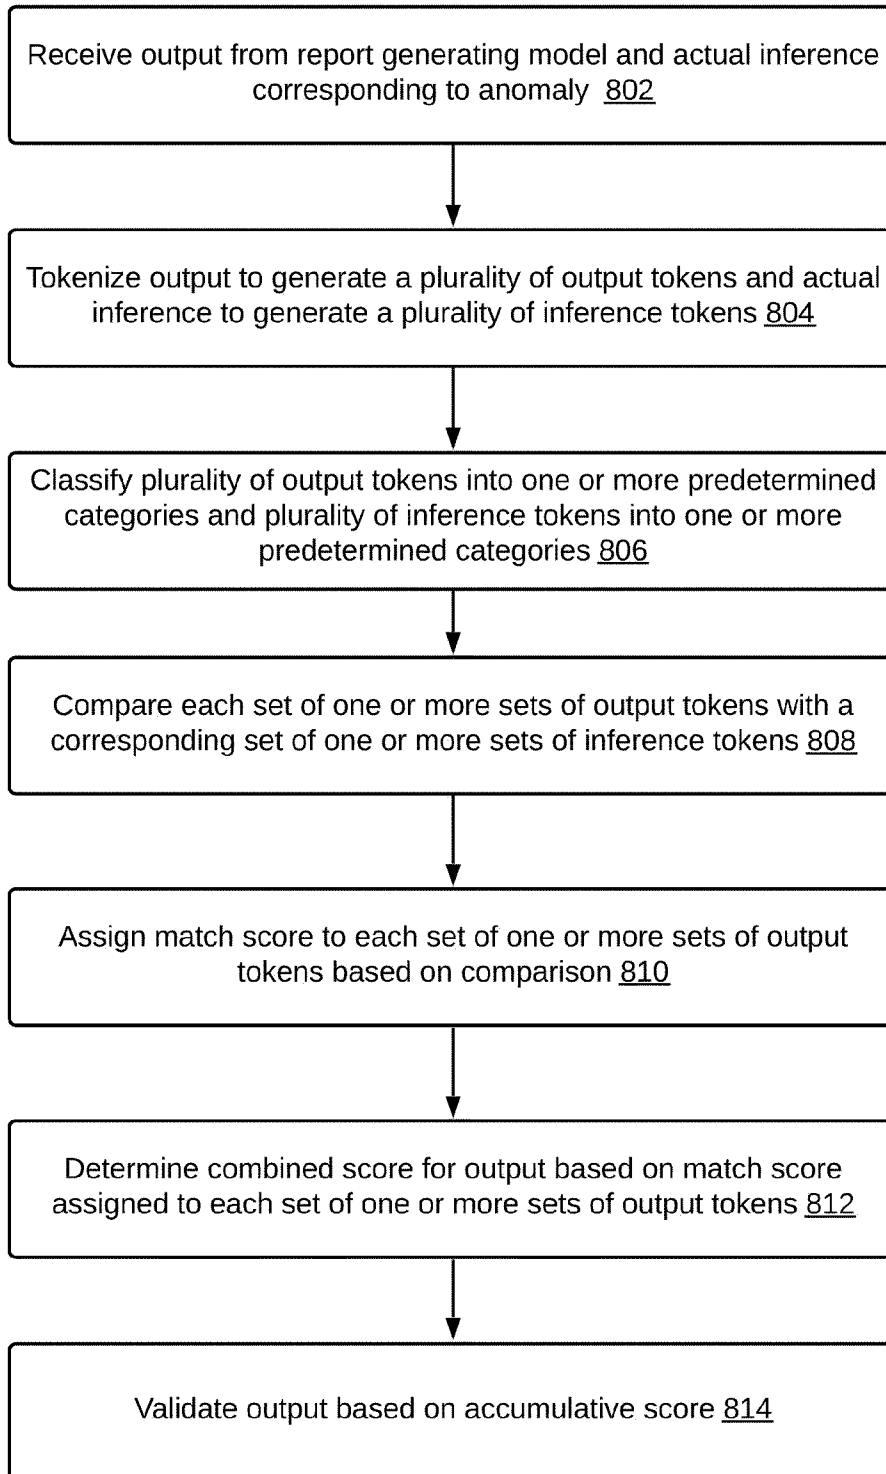 Receive output from report generating model and actual inference
corresponding to anomaly 802
Tokenize output to generate a plurality of output tokens and actual
inference to generate a plurality of inference tokens 804
Classify plurality of output tokens into one or more predetermined
categories and plurality of inference tokens into one or more
predetermined categories 806
Compare each set of one or more sets of output tokens with a
corresponding set of one or more sets of inference tokens 808
Assign match score to each set of one or more sets of output
tokens based on comparison 810
Determine combined score for output based on match score
assigned to each set of one or more sets of output tokens 812
Validate output based on accumulative score 814